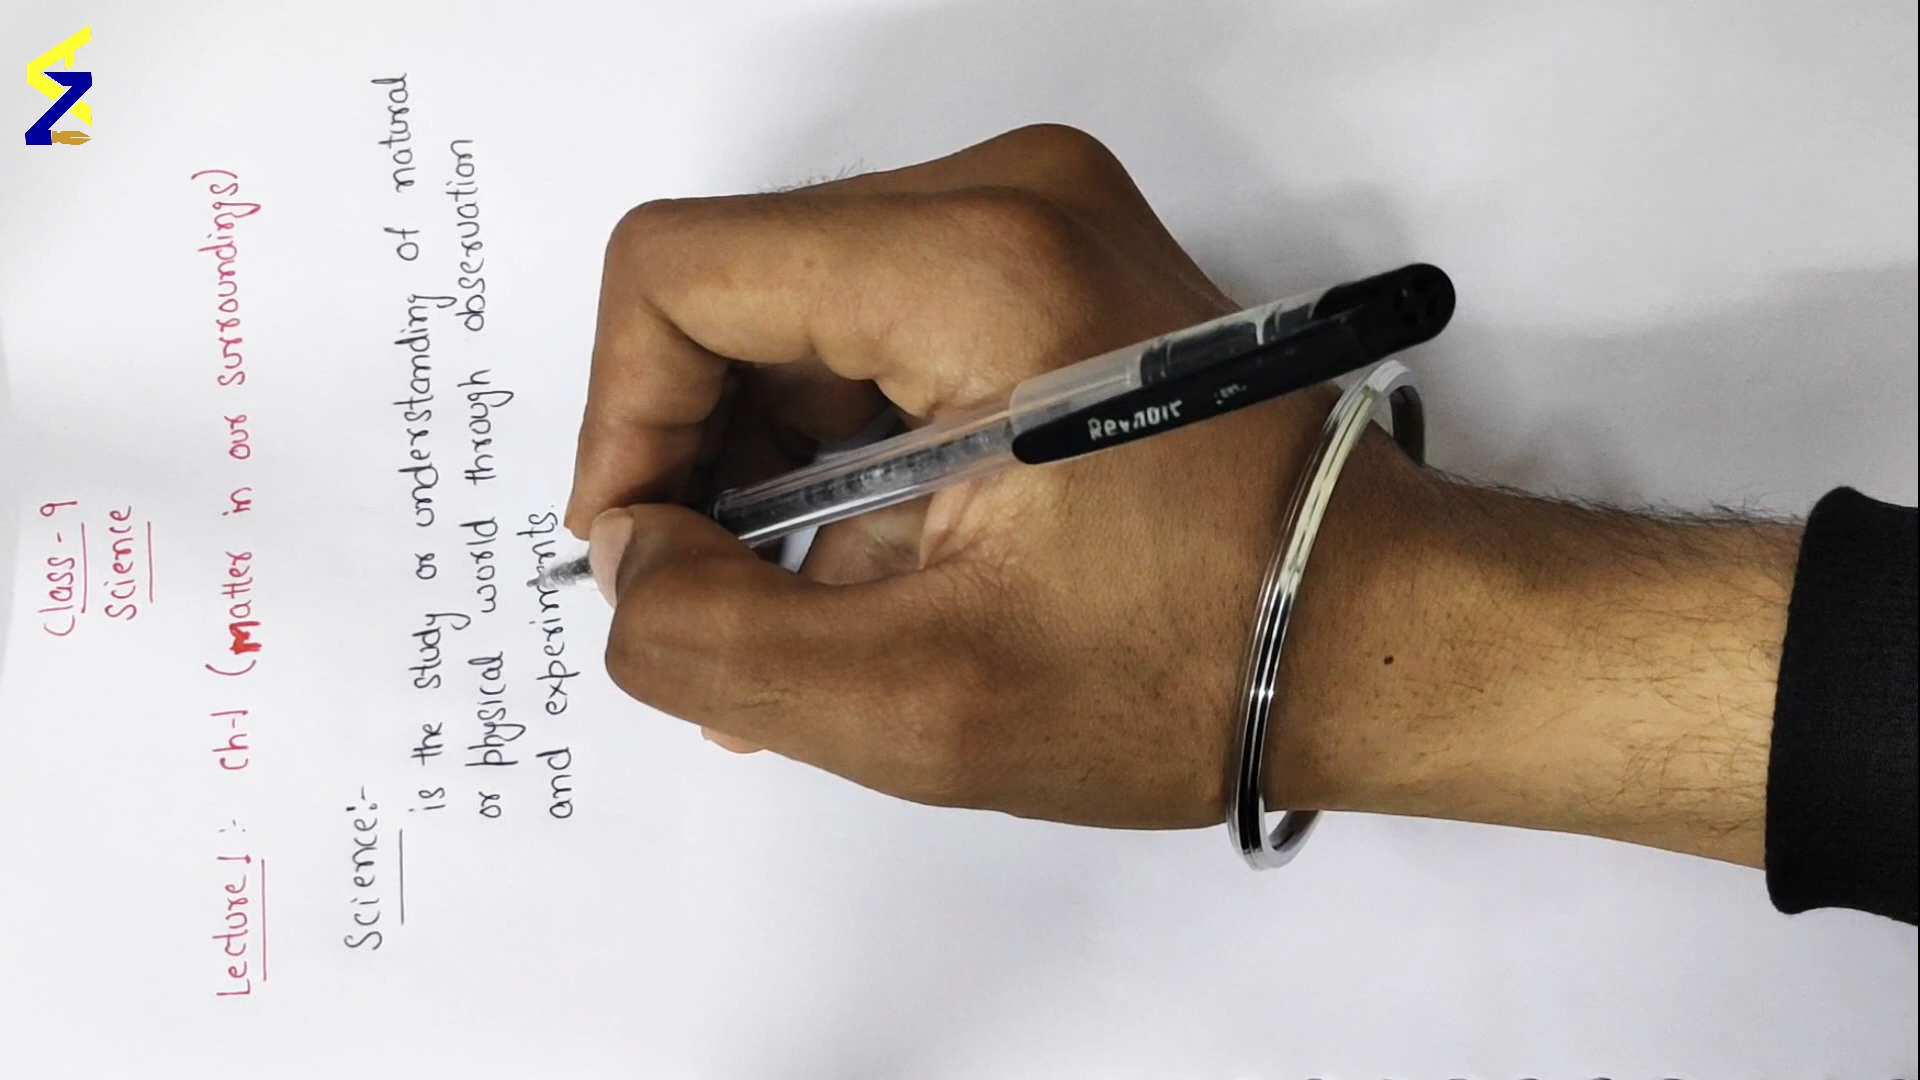 Class - 9
Science
Lecture 1 :- Ch-1 (Matter in our surroundings)
Science:-
is the study or understanding of natural
or physical world through observation
and experiments.